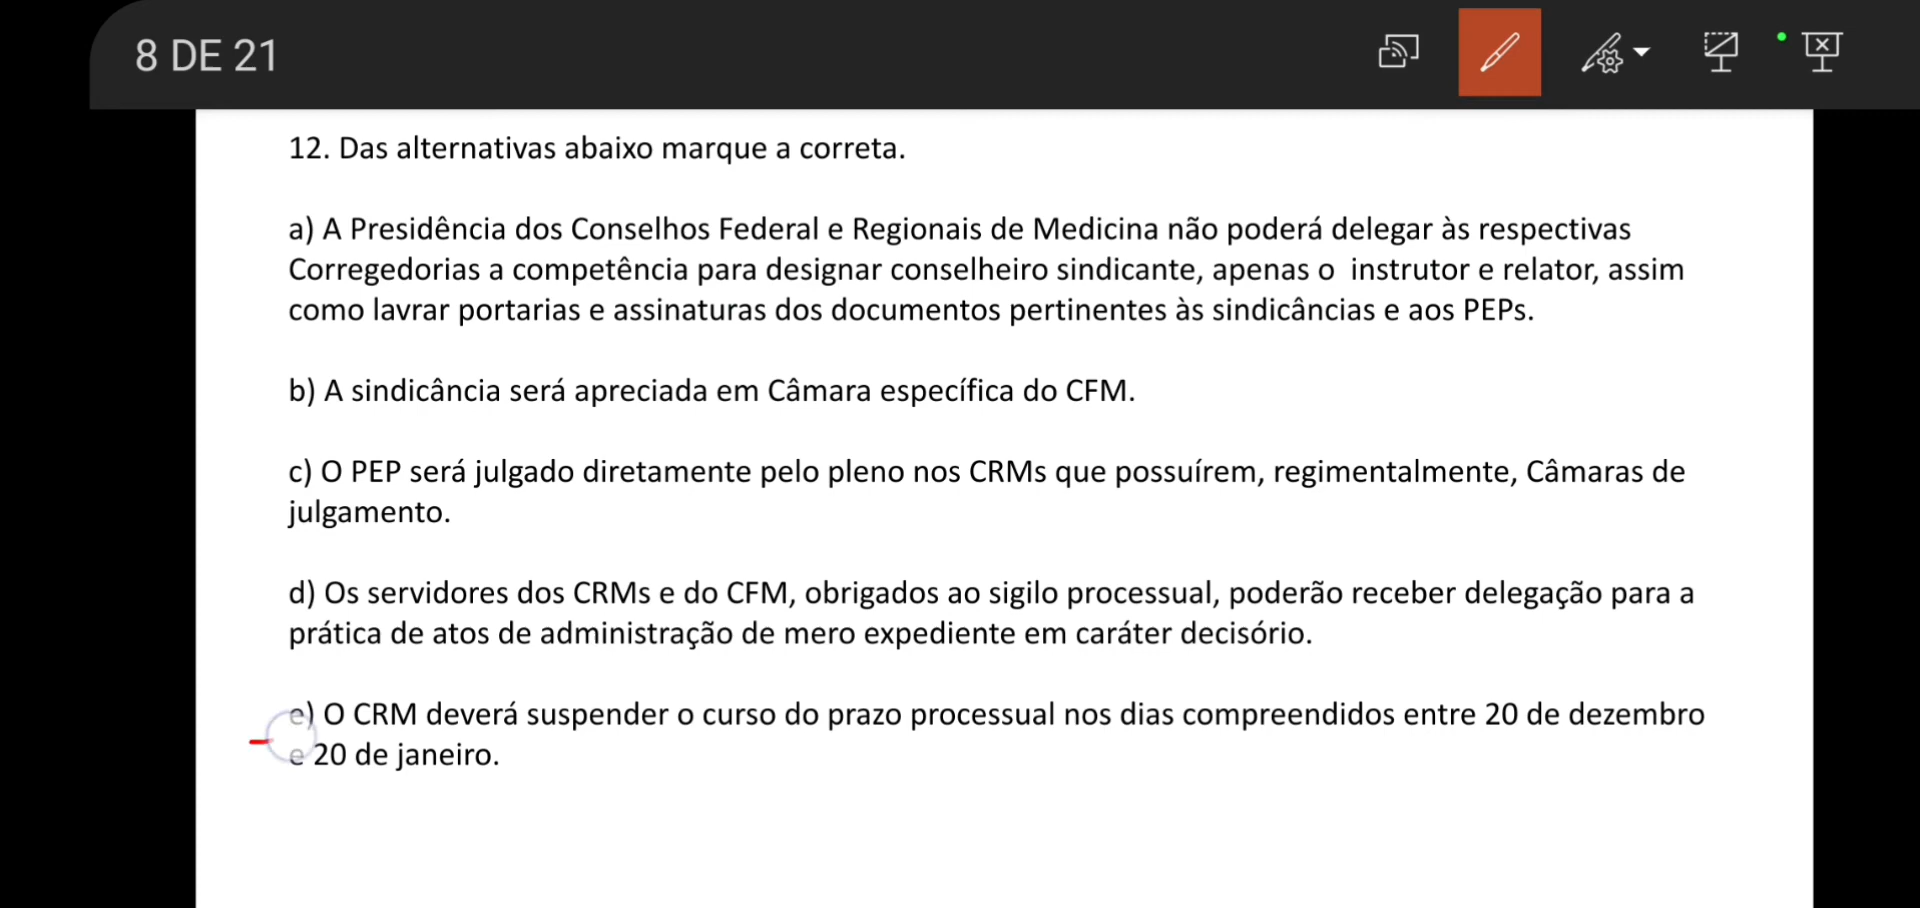 8 DE 21
12. Das alternativas abaixo marque a correta.
a) A Presidência dos Conselhos Federal e Regionais de Medicina não poderá delegar às respectivas
Corregedorias a competência para designar conselheiro sindicante, apenas o  instrutor e relator, assim
como lavrar portarias e assinaturas dos documentos pertinentes às sindicâncias e aos PEPs.
b) A sindicância será apreciada em Câmara específica do CFM.
c) O PEP será julgado diretamente pelo pleno nos CRMs que possuírem, regimentalmente, Câmaras de
julgamento.
d) Os servidores dos CRMs e do CFM, obrigados ao sigilo processual, poderão receber delegação para a
prática de atos de administração de mero expediente em caráter decisório.
e) O CRM deverá suspender o curso do prazo processual nos dias compreendidos entre 20 de dezembro
e 20 de janeiro.